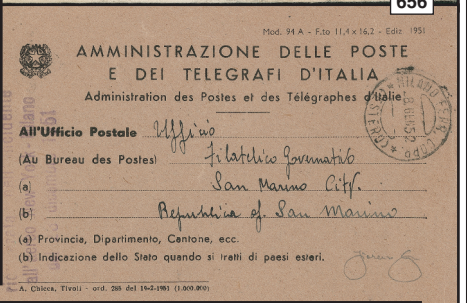 656
Mod. 94 A - F.to 11,4 x 16,2 - Ediz 1951
AMMINISTRAZIONE DELLE POSTE
E DEI TELEGRAFI D'ITALIA
Administration des Postes et des Télégraphes d'Italie
All'Ufficio Postale Ufficio
(Au Bureau des Postes) Filatelico Governativo
(a) San Marino City.
(b) Repubblica of San Marino
(a) Provincia, Dipartimento, Cantone, ecc.
(b) Indicazione dello Stato quando si tratti di paesi esteri.
A. Chicca, Tivoli - ord. 288 del 19-2-1951 (1.000.000)